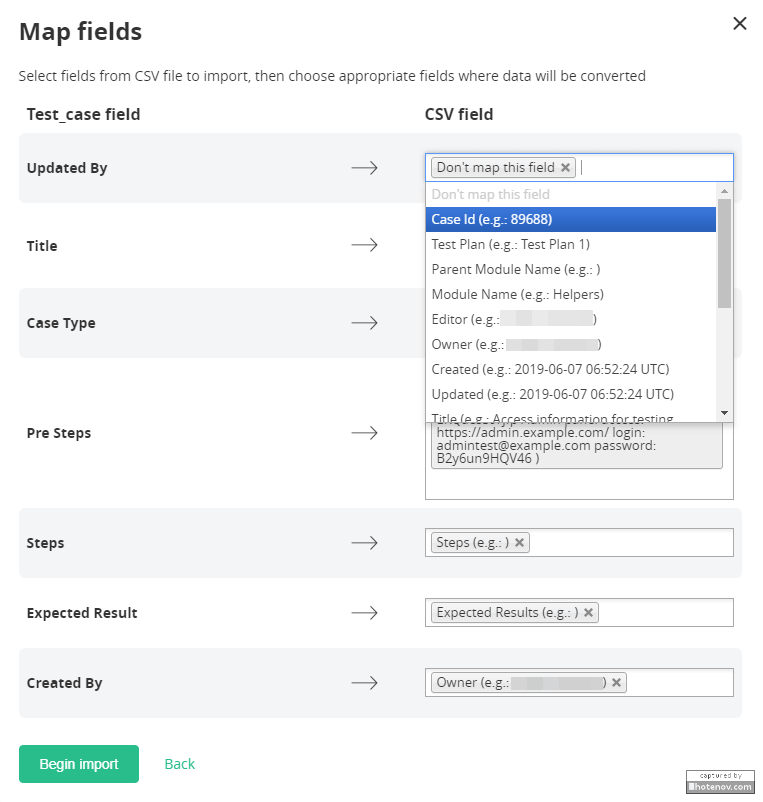 Map fields
Select fields from CSV file to import, then choose appropriate fields where data will be converted
Test_case field CSV field
Updated By Don't map this field
Don't map this field
Case Id (e.g.: 89688)
Test Plan (e.g.: Test Plan 1)
Title
Parent Module Name (e.g.: )
Module Name (e.g.: Helpers)
Case Type
Editor (e.g.: )
Owner (e.g.: )
Created (e.g.: 2019-06-07 06:52:24 UTC)
Updated (e.g.: 2019-06-07 06:52:24 UTC)
Title (e.g.: Access information for testing
Pre Steps
https://admin.example.com/ login:
admintest@example.com password:
B2y6un9HQV46 )
Steps Steps (e.g.: )
Expected Result Expected Results (e.g.: )
Created By Owner (e.g.: )
Begin import Back
captured by
hotenov.com